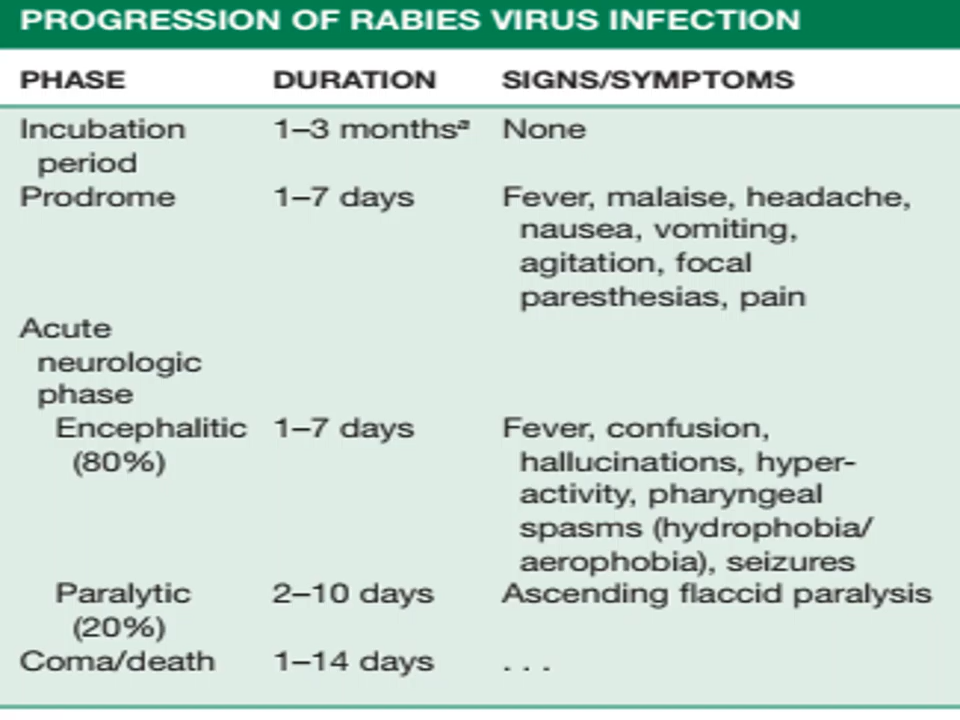 PROGRESSION OF RABIES VIRUS INFECTION
PHASE DURATION SIGNS/SYMPTOMS
Incubation 1–3 monthsª None
period
Prodrome 1–7 days Fever, malaise, headache,
nausea, vomiting,
agitation, focal
paresthesias, pain
Acute
neurologic
phase
Encephalitic 1–7 days Fever, confusion,
(80%) hallucinations, hyper-
activity, pharyngeal
spasms (hydrophobia/
aerophobia), seizures
Paralytic 2–10 days Ascending flaccid paralysis
(20%)
Coma/death 1–14 days . . .